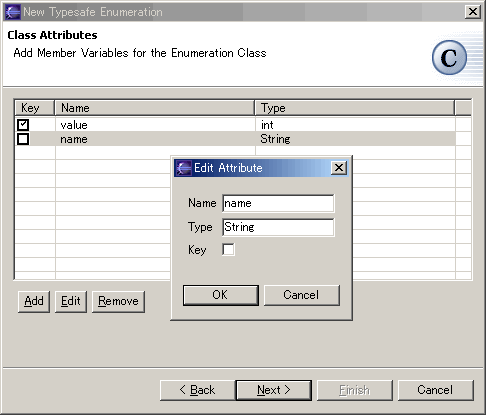 New Typesafe Enumeration
Class Attributes
Add Member Variables for the Enumeration Class
C
Key Name Type
value int
name String
Edit Attribute
Name name
Type String
Key
OK Cancel
Add Edit Remove
< Back Next > Finish Cancel